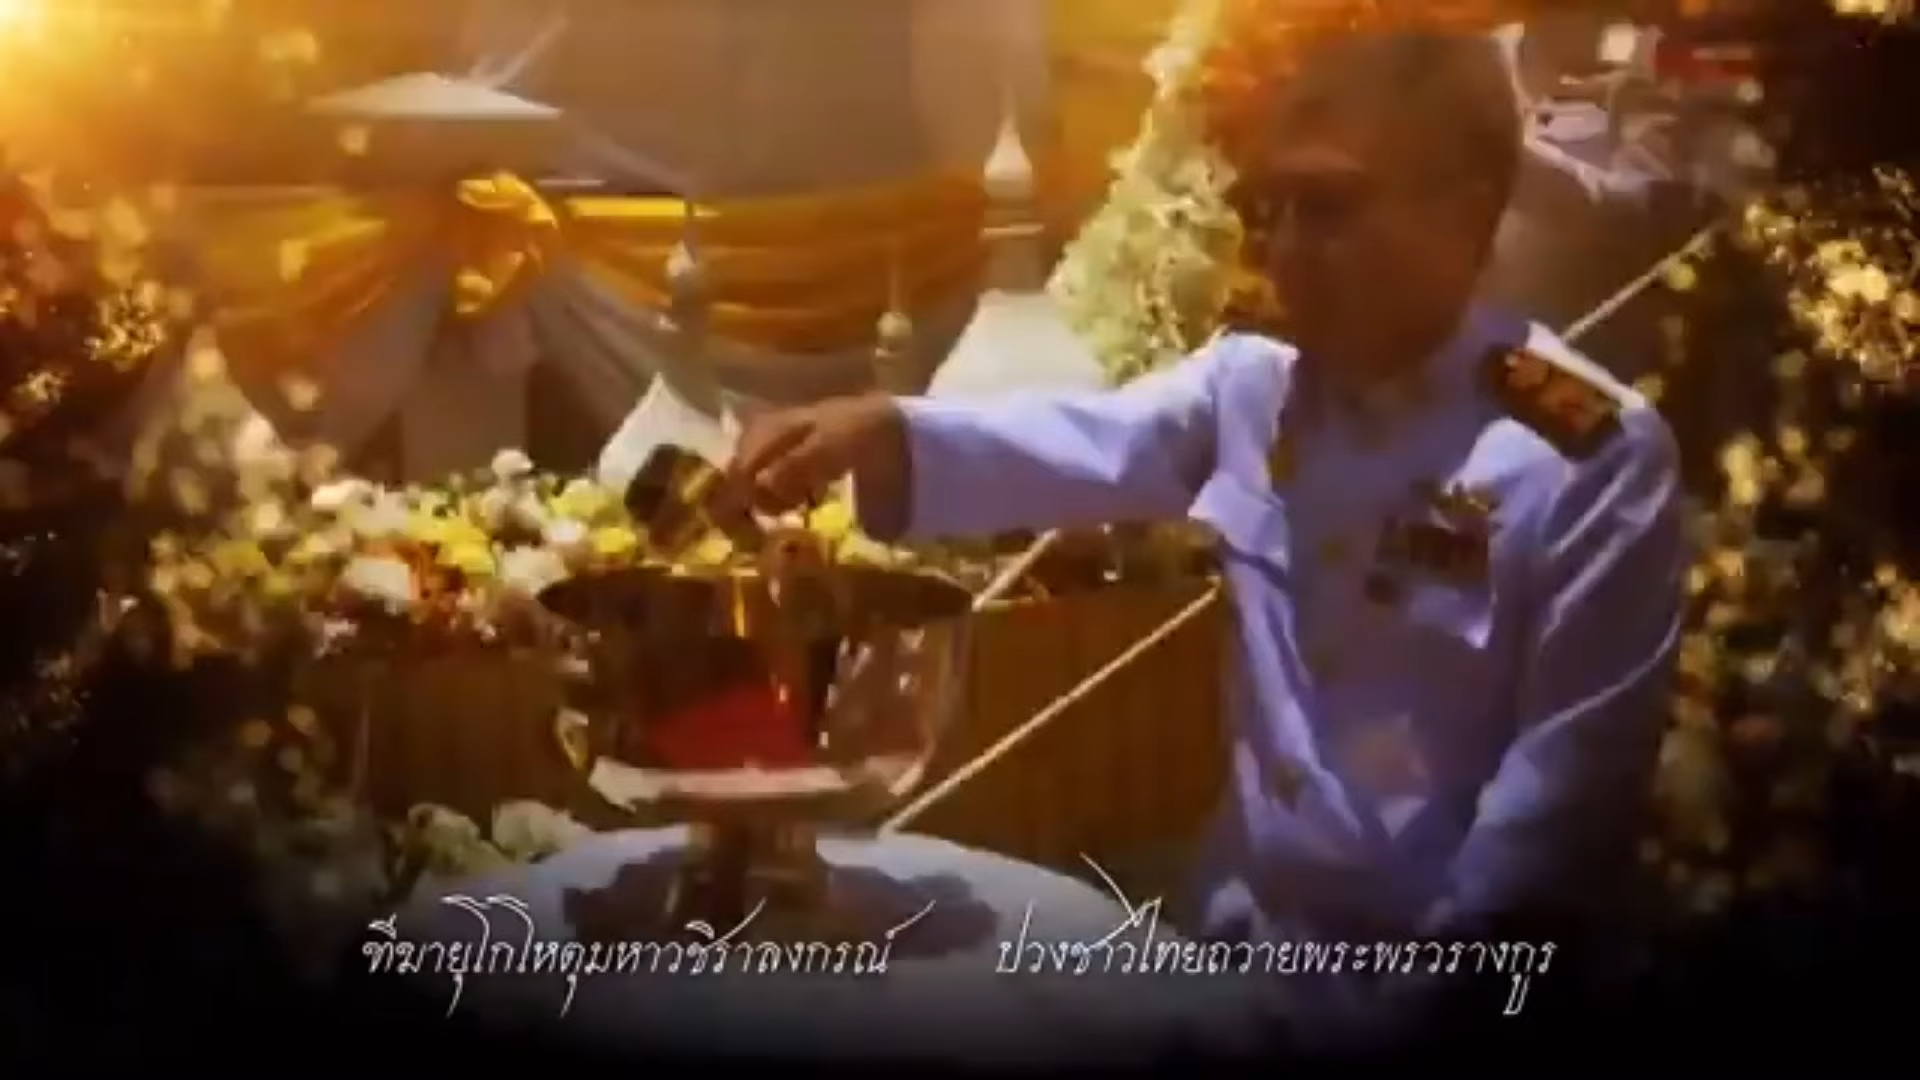 ทีฆายุโกโหตุมหาวชิราลงกรณ์ ปวงชาวไทยถวายพระพรวรางกูร